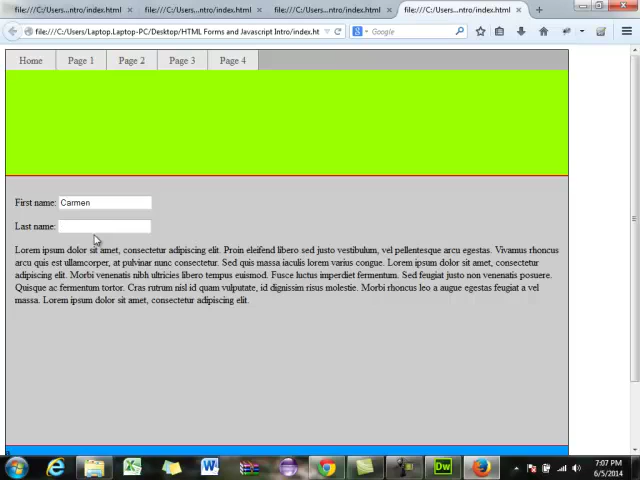 file:///C:/Users...ntro/index.html × file:///C:/Users...ntro/index.html × file:///C:/Users...ntro/index.html × file:///C:/Users...ntro/index.html ×
file:///C:/Users/Laptop.Laptop-PC/Desktop/HTML Forms and Javascript Intro/index.ht Google
Home Page 1 Page 2 Page 3 Page 4
First name: Carmen
Last name:
Lorem ipsum dolor sit amet, consectetur adipiscing elit. Proin eleifend libero sed justo vestibulum, vel pellentesque arcu egestas. Vivamus rhoncus,
arcu quis est ullamcorper, at pulvinar nunc consectetur. Sed quis massa iaculis lorem varius congue. Lorem ipsum dolor sit amet, consectetur
adipiscing elit. Morbi venenatis nibh ultricies libero tempus euismod. Fusce luctus imperdiet fermentum. Sed feugiat justo non venenatis posuere.
Quisque ac fermentum tortor. Cras rutrum nisl id quam vulputate, id dignissim risus molestie. Morbi rhoncus leo a augue egestas feugiat a dui vel
massa. Lorem ipsum dolor sit amet, consectetur adipiscing elit.
Dw
7:07 PM
6/5/2014